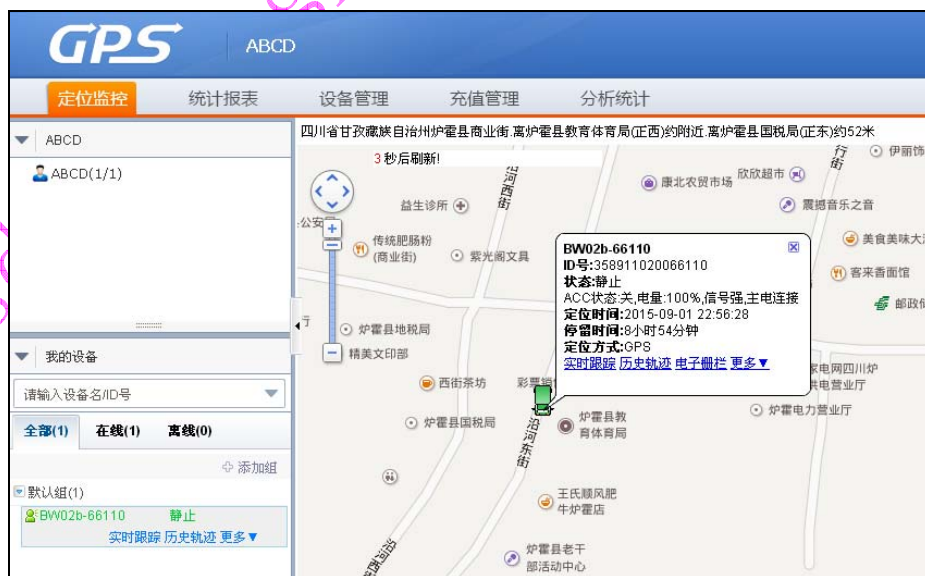 GPS ABCD
定位监控 统计报表 设备管理 充值管理 分析统计
ABCD
ABCD(1/1)
我的设备
请输入设备名/ID号
全部(1) 在线(1) 离线(0)
添加组
默认组(1)
BW02b-66110 静止
实时跟踪 历史轨迹 更多▼
四川省甘孜藏族自治州炉霍县商业街.离炉霍县教育体育局(正西)约附近.离炉霍县国税局(正东)约52米
3 秒后刷新!
沿河西街
康北农贸市场
欣欣超市
行街
伊丽饰
益生诊所
震撼音乐之音
公安
传统肥肠粉
(商业街)
紫光阁文具
美食美味大
客来香面馆
邮政
行
炉霍县地税局
精美文印部
西街茶坊
彩票
炉霍县国税局
沿河东街
炉霍县教
育体育局
家电网四川炉
供电营业厅
炉霍电力营业厅
王氏顺风肥
牛炉霍店
沿河西
炉霍县老干
部活动中心
BW02b-66110
ID号:358911020066110
状态:静止
ACC状态:关,电量:100%,信号强,主电连接
定位时间:2015-09-01 22:56:28
停留时间:8小时54分钟
定位方式:GPS
实时跟踪 历史轨迹 电子栅栏 更多▼